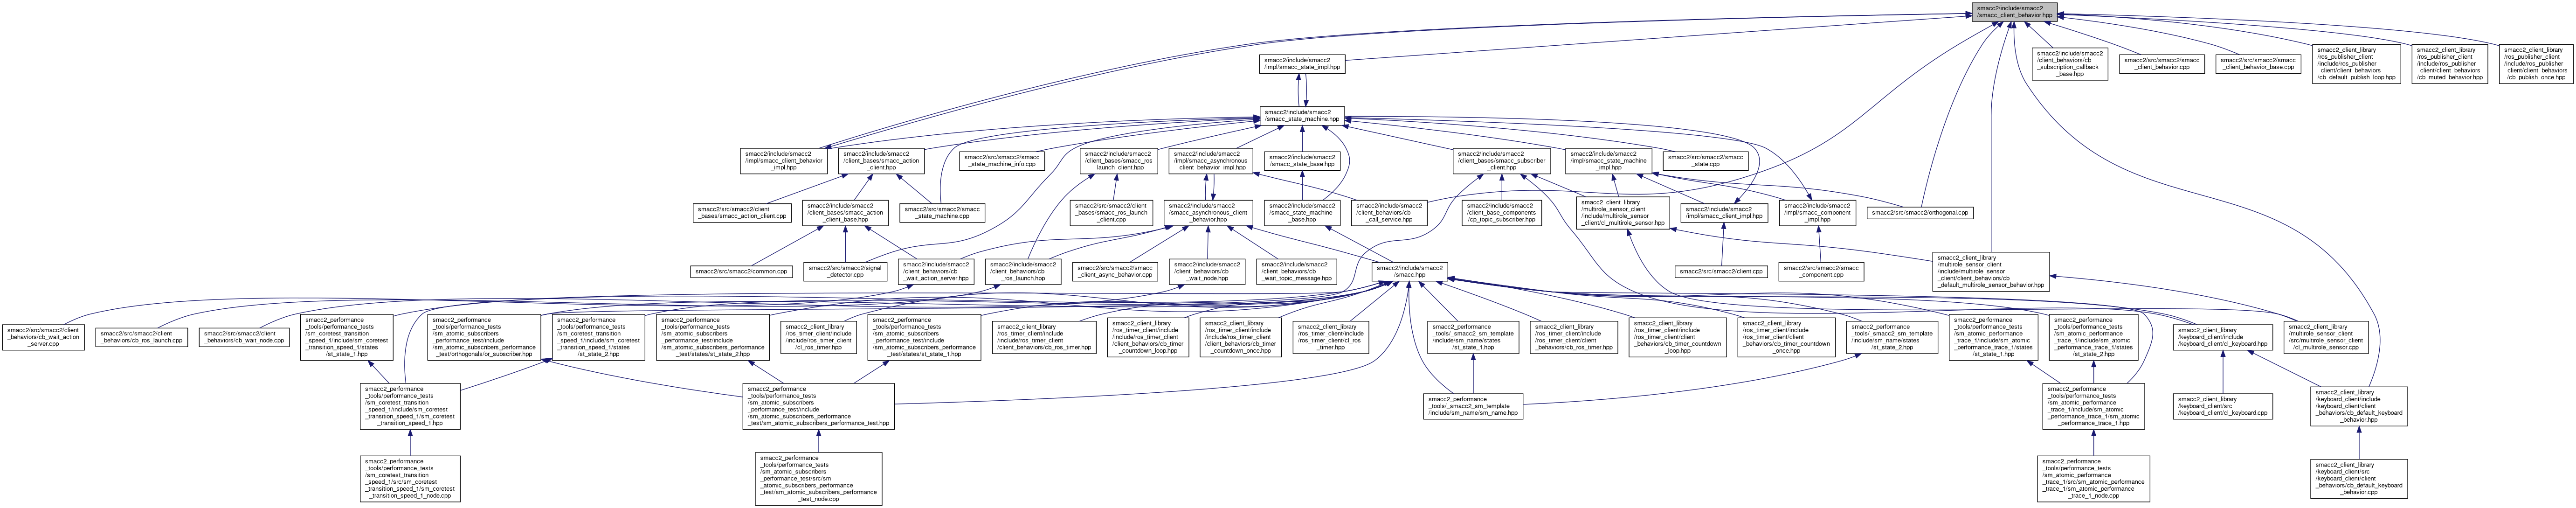 smacc2/include/smacc2
/smacc_client_behavior.hpp
smacc2/include/smacc2
/impl/smacc_state_impl.hpp
smacc2/include/smacc2
/client_behaviors/cb
_subscription_callback
_base.hpp
smacc2/src/smacc2/smacc
_client_behavior.cpp
smacc2/src/smacc2/smacc
_client_behavior_base.cpp
smacc2_client_library
/ros_publisher_client
/include/ros_publisher
_client/client_behaviors
/cb_default_publish_loop.hpp
smacc2_client_library
/ros_publisher_client
/include/ros_publisher
_client/client_behaviors
/cb_muted_behavior.hpp
smacc2_client_library
/ros_publisher_client
/include/ros_publisher
_client/client_behaviors
/cb_publish_once.hpp
smacc2/include/smacc2
/smacc_state_machine.hpp
smacc2/include/smacc2
/impl/smacc_client_behavior
_impl.hpp
smacc2/include/smacc2
/client_bases/smacc_action
_client.hpp
smacc2/src/smacc2/smacc
_state_machine_info.cpp
smacc2/include/smacc2
/client_bases/smacc_ros
_launch_client.hpp
smacc2/include/smacc2
/impl/smacc_asynchronous
_client_behavior_impl.hpp
smacc2/include/smacc2
/smacc_state_base.hpp
smacc2/include/smacc2
/client_bases/smacc_subscriber
_client.hpp
smacc2/include/smacc2
/impl/smacc_state_machine
_impl.hpp
smacc2/src/smacc2/smacc
_state.cpp
smacc2/src/smacc2/client
_bases/smacc_action_client.cpp
smacc2/include/smacc2
/client_bases/smacc_action
_client_base.hpp
smacc2/src/smacc2/smacc
_state_machine.cpp
smacc2/src/smacc2/client
_bases/smacc_ros_launch
_client.cpp
smacc2/include/smacc2
/smacc_asynchronous_client
_behavior.hpp
smacc2/include/smacc2
/smacc_state_machine
_base.hpp
smacc2/include/smacc2
/client_behaviors/cb
_call_service.hpp
smacc2/include/smacc2
/client_base_components
/cp_topic_subscriber.hpp
smacc2_client_library
/multirole_sensor_client
/include/multirole_sensor
_client/cl_multirole_sensor.hpp
smacc2/include/smacc2
/impl/smacc_client_impl.hpp
smacc2/include/smacc2
/impl/smacc_component
_impl.hpp
smacc2/src/smacc2/orthogonal.cpp
smacc2/src/smacc2/common.cpp
smacc2/src/smacc2/signal
_detector.cpp
smacc2/include/smacc2
/client_behaviors/cb
_wait_action_server.hpp
smacc2/include/smacc2
/client_behaviors/cb
_ros_launch.hpp
smacc2/src/smacc2/smacc
_client_async_behavior.cpp
smacc2/include/smacc2
/client_behaviors/cb
_wait_node.hpp
smacc2/include/smacc2
/client_behaviors/cb
_wait_topic_message.hpp
smacc2/include/smacc2
/smacc.hpp
smacc2/src/smacc2/client.cpp
smacc2/src/smacc2/smacc
_component.cpp
smacc2_client_library
/multirole_sensor_client
/include/multirole_sensor
_client/client_behaviors/cb
_default_multirole_sensor_behavior.hpp
smacc2/src/smacc2/client
_behaviors/cb_wait_action
_server.cpp
smacc2/src/smacc2/client
_behaviors/cb_ros_launch.cpp
smacc2/src/smacc2/client
_behaviors/cb_wait_node.cpp
smacc2_performance
_tools/performance_tests
/sm_coretest_transition
_speed_1/include/sm_coretest
_transition_speed_1/states
/st_state_1.hpp
smacc2_performance
_tools/performance_tests
/sm_atomic_subscribers
_performance_test/include
/sm_atomic_subscribers_performance
_test/orthogonals/or_subscriber.hpp
smacc2_performance
_tools/performance_tests
/sm_coretest_transition
_speed_1/include/sm_coretest
_transition_speed_1/states
/st_state_2.hpp
smacc2_performance
_tools/performance_tests
/sm_atomic_subscribers
_performance_test/include
/sm_atomic_subscribers_performance
_test/states/st_state_2.hpp
smacc2_client_library
/ros_timer_client/include
/include/ros_timer_client
/cl_ros_timer.hpp
smacc2_performance
_tools/performance_tests
/sm_atomic_subscribers
_performance_test/include
/sm_atomic_subscribers_performance
_test/states/st_state_1.hpp
smacc2_client_library
/ros_timer_client/include
/include/ros_timer_client
/client_behaviors/cb_ros_timer.hpp
smacc2_client_library
/ros_timer_client/include
/include/ros_timer_client
/client_behaviors/cb_timer
_countdown_loop.hpp
smacc2_client_library
/ros_timer_client/include
/include/ros_timer_client
/client_behaviors/cb_timer
_countdown_once.hpp
smacc2_client_library
/ros_timer_client/include
/ros_timer_client/cl_ros
_timer.hpp
smacc2_performance
_tools/_smacc2_sm_template
/include/sm_name/states
/st_state_1.hpp
smacc2_client_library
/ros_timer_client/include
/ros_timer_client/client
_behaviors/cb_ros_timer.hpp
smacc2_client_library
/ros_timer_client/include
/ros_timer_client/client
_behaviors/cb_timer_countdown
_loop.hpp
smacc2_client_library
/ros_timer_client/include
/ros_timer_client/client
_behaviors/cb_timer_countdown
_once.hpp
smacc2_performance
_tools/_smacc2_sm_template
/include/sm_name/states
/st_state_2.hpp
smacc2_performance
_tools/performance_tests
/sm_atomic_performance
_trace_1/include/sm_atomic
_performance_trace_1/states
/st_state_1.hpp
smacc2_performance
_tools/performance_tests
/sm_atomic_performance
_trace_1/include/sm_atomic
_performance_trace_1/states
/st_state_2.hpp
smacc2_client_library
/keyboard_client/include
/keyboard_client/cl_keyboard.hpp
smacc2_client_library
/multirole_sensor_client
/src/multirole_sensor_client
/cl_multirole_sensor.cpp
smacc2_performance
_tools/performance_tests
/sm_coretest_transition
_speed_1/include/sm_coretest
_transition_speed_1/sm_coretest
_transition_speed_1.hpp
smacc2_performance
_tools/performance_tests
/sm_atomic_subscribers
_performance_test/include
/sm_atomic_subscribers_performance
_test/sm_atomic_subscribers_performance_test.hpp
smacc2_performance
_tools/_smacc2_sm_template
/include/sm_name/sm_name.hpp
smacc2_performance
_tools/performance_tests
/sm_atomic_performance
_trace_1/include/sm_atomic
_performance_trace_1/sm_atomic
_performance_trace_1.hpp
smacc2_client_library
/keyboard_client/src
/keyboard_client/cl_keyboard.cpp
smacc2_client_library
/keyboard_client/include
/keyboard_client/client
_behaviors/cb_default_keyboard
_behavior.hpp
smacc2_performance
_tools/performance_tests
/sm_coretest_transition
_speed_1/src/sm_coretest
_transition_speed_1/sm_coretest
_transition_speed_1_node.cpp
smacc2_performance
_tools/performance_tests
/sm_atomic_subscribers
_performance_test/src/sm
_atomic_subscribers_performance
_test/sm_atomic_subscribers_performance
_test_node.cpp
smacc2_performance
_tools/performance_tests
/sm_atomic_performance
_trace_1/src/sm_atomic_performance
_trace_1/sm_atomic_performance
_trace_1_node.cpp
smacc2_client_library
/keyboard_client/src
/keyboard_client/client
_behaviors/cb_default_keyboard
_behavior.cpp